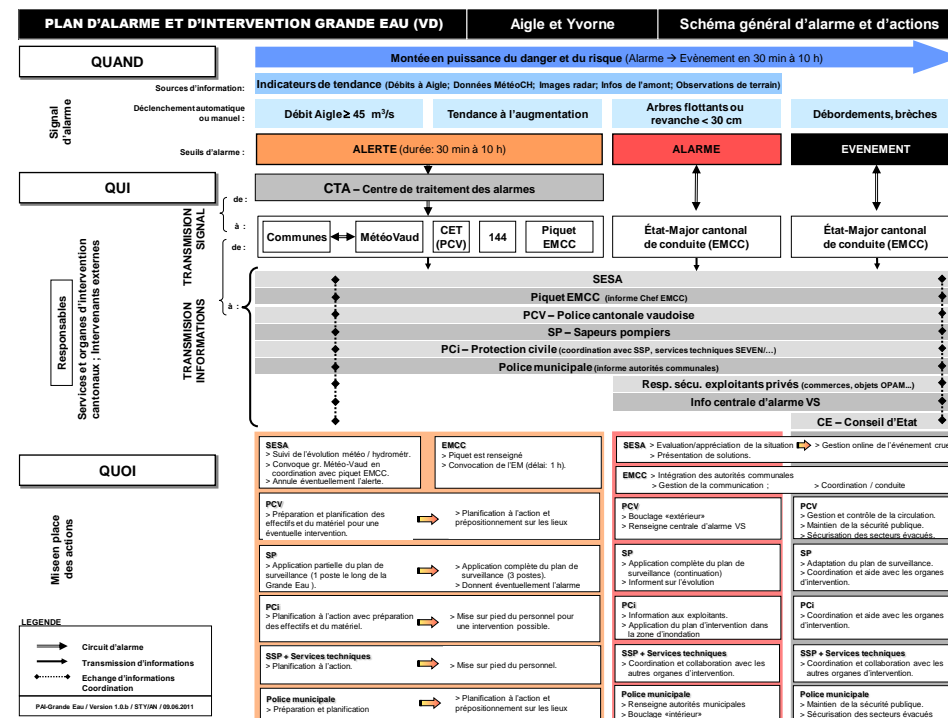 PLAN D'ALARME ET D'INTERVENTION GRANDE EAU (VD)
Aigle et Yvorne
Schéma général d'alarme et d'actions
QUAND
Montée en puissance du danger et du risque (Alarme → Evènement en 30 min à 10 h)
Sources d'information:
Indicateurs de tendance (Débits à Aigle; Données MétéoCH; Images radar; Infos de l'amont; Observations de terrain)
Signal
d'alarme
Déclenchement automatique
ou manuel :
Débit Aigle ≥ 45 m³/s
Tendance à l'augmentation
Arbres flottants ou
revanche < 30 cm
Débordements, brèches
Seuils d'alarme :
ALERTE (durée: 30 min à 10 h)
ALARME
EVENEMENT
QUI
CTA – Centre de traitement des alarmes
de :
à :
TRANSMISION
SIGNAL
Communes
MétéoVaud
CET
(PCV)
144
Piquet
EMCC
État-Major cantonal
de conduite (EMCC)
État-Major cantonal
de conduite (EMCC)
de :
à :
TRANSMISION
INFORMATIONS
Responsables
Services et organes d'intervention
cantonaux ; Intervenants externes
SESA
Piquet EMCC (informe Chef EMCC)
PCV – Police cantonale vaudoise
SP – Sapeurs pompiers
PCi – Protection civile (coordination avec SSP, services techniques SEVEN/...)
Police municipale (informe autorités communales)
Resp. sécu. exploitants privés (commerces, objets OPAM...)
Info centrale d'alarme VS
CE – Conseil d'Etat
QUOI
Mise en place
des actions
SESA
> Suivi de l'évolution météo / hydrométr.
> Convoque gr. Météo-Vaud en
coordination avec piquet EMCC.
> Annule éventuellement l'alerte.
EMCC
> Piquet est renseigné
> Convocation de l'EM (délai: 1 h).
SESA > Evaluation/appréciation de la situation
> Présentation de solutions.
> Gestion online de l'événement crue
EMCC > Intégration des autorités communales
> Gestion de la communication ;
> Coordination / conduite
PCV
> Préparation et planification des
effectifs et du matériel pour une
éventuelle intervention.
> Planification à l'action et
prépositionnement sur les lieux
PCV
> Bouclage «extérieur»
> Renseigne centrale d'alarme VS
PCV
> Gestion et contrôle de la circulation.
> Maintien de la sécurité publique.
> Sécurisation des secteurs évacués.
SP
> Application partielle du plan de
surveillance (1 poste le long de la
Grande Eau ).
> Application complète du plan de
surveillance (3 postes).
> Donnent éventuellement l'alarme
SP
> Application complète du plan de
surveillance (continuation)
> Informent sur l'évolution
SP
> Adaptation du plan de surveillance.
> Coordination et aide avec les organes
d'intervention.
PCi
> Planification à l'action avec préparation
des effectifs et du matériel.
> Mise sur pied du personnel pour
une intervention possible.
PCi
> Information aux exploitants.
> Application du plan d'intervention dans
la zone d'inondation
PCi
> Coordination et aide avec les organes
d'intervention.
SSP + Services techniques
> Planification à l'action.
> Mise sur pied du personnel.
SSP + Services techniques
> Coordination et collaboration avec les
autres organes d'intervention.
SSP + Services techniques
> Coordination et collaboration avec les
autres organes d'intervention.
Police municipale
> Préparation et planification
> Planification à l'action et
prépositionnement sur les lieux
Police municipale
> Renseigne autorités municipales
> Bouclage «intérieur»
Police municipale
> Maintien de la sécurité publique.
> Sécurisation des secteurs évacués
LEGENDE
Circuit d'alarme
Transmission d'informations
Echange d'informations
Coordination
PAI-Grande Eau / Version 1.0.b / STY/AN / 09.06.2011